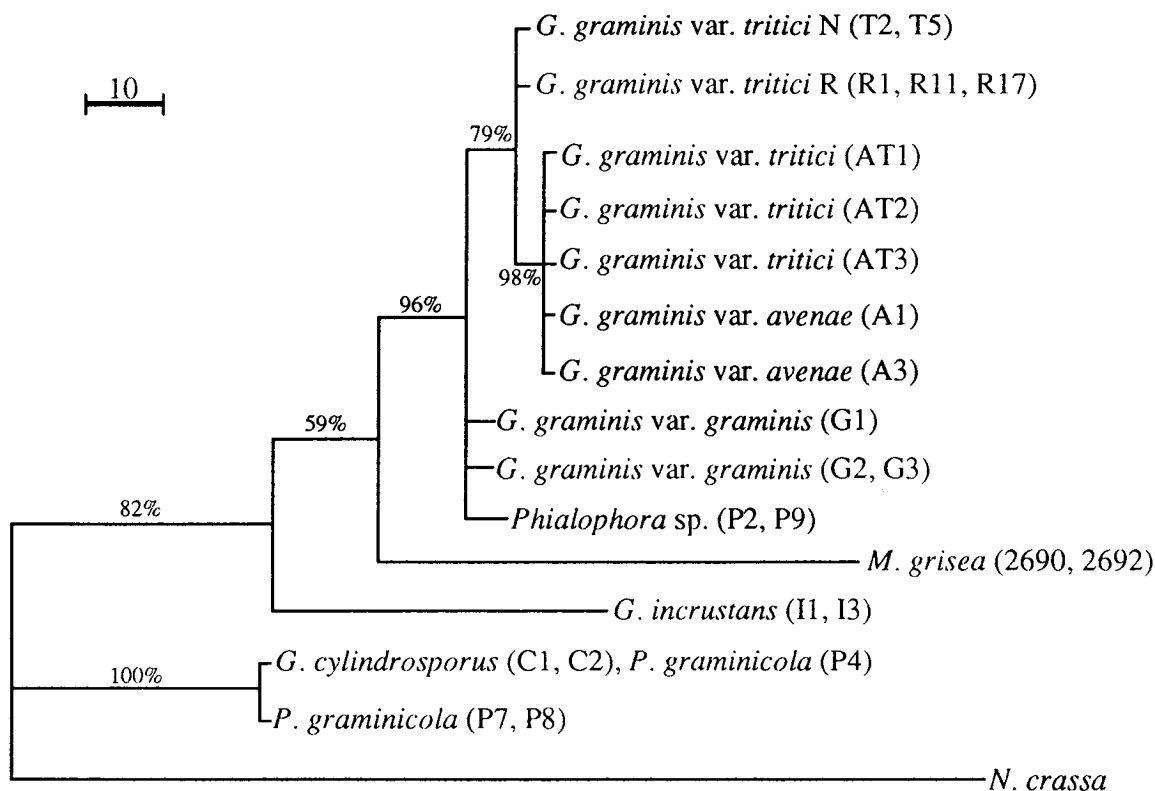 G. graminis var. tritici N (T2, T5)
10
G. graminis var. tritici R (R1, R11, R17)
79%
G. graminis var. tritici (AT1)
G. graminis var. tritici (AT2)
G. graminis var. tritici (AT3)
98%
96%
G. graminis var. avenae (A1)
G. graminis var. avenae (A3)
59%
G. graminis var. graminis (G1)
G. graminis var. graminis (G2, G3)
82%
Phialophora sp. (P2, P9)
M. grisea (2690, 2692)
G. incrustans (I1, I3)
G. cylindrosporus (C1, C2), P. graminicola (P4)
100%
P. graminicola (P7, P8)
N. crassa